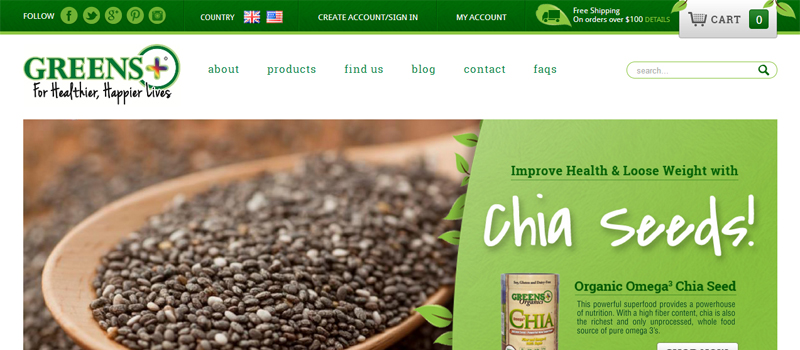 FOLLOW
COUNTRY
CREATE ACCOUNT/SIGN IN
MY ACCOUNT
Free Shipping
On orders over $100 DETAILS
CART 0
GREENS+
For Healthier, Happier Lives
about products find us blog contact faqs
search...
Improve Health & Loose Weight with
Chia Seeds!
Organic Omega³ Chia Seed
This powerful superfood provides a powerhouse
of nutrition. With a high fiber content, chia is also
the richest and only unprocessed, whole food
source of pure omega 3's.
GREENS+
Organics
CHIA